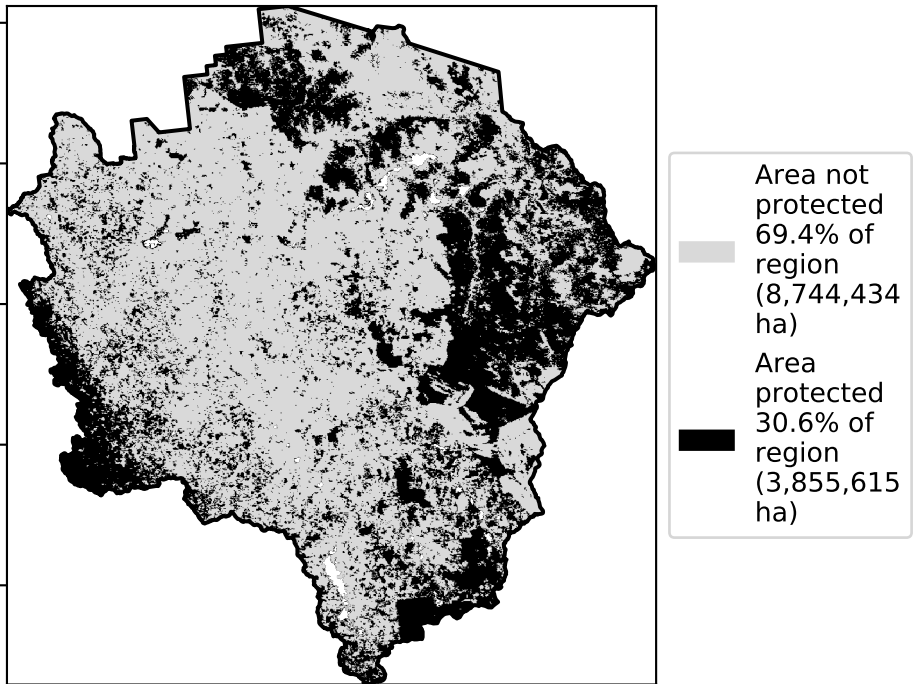 Area not
protected
69.4% of
region
(8,744,434
ha)
Area
protected
30.6% of
region
(3,855,615
ha)